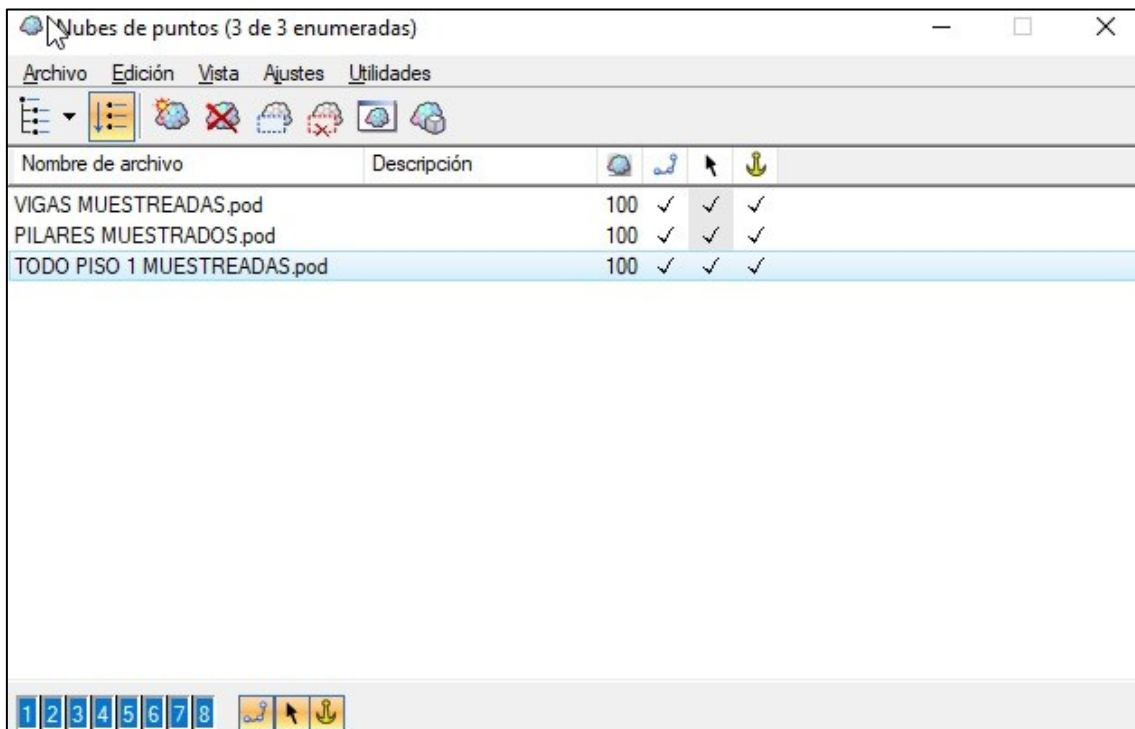 Nubes de puntos (3 de 3 enumeradas)
Archivo Edición Vista Ajustes Utilidades
Nombre de archivo Descripción
VIGAS MUESTREADAS.pod 100
PILARES MUESTRADOS.pod 100
TODO PISO 1 MUESTREADAS.pod 100
1 2 3 4 5 6 7 8